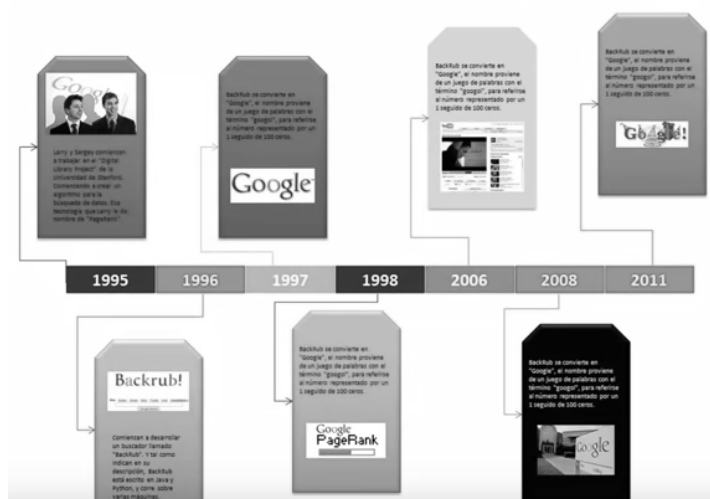 Larry y Sergey comienzan
a trabajar en el "Digital
Library Project" de la
Universidad de Stanford.
Comenzando a crear un
algoritmo para la
búsqueda de datos. Esa
tecnología que Larry le dio
nombre de "PageRank".
BackRub se convierte en
"Google", el nombre proviene
de un juego de palabras con el
término "googol", para referirse
al número representado por un
1 seguido de 100 ceros.
Google
BackRub se convierte en
"Google", el nombre proviene
de un juego de palabras con el
término "googol", para referirse
al número representado por un
1 seguido de 100 ceros.
BackRub se convierte en
"Google", el nombre proviene
de un juego de palabras con el
término "googol", para referirse
al número representado por un
1 seguido de 100 ceros.
1995 1996 1997 1998 2006 2008 2011
Backrub!
Comienzan a desarrollar
un buscador llamado
"BackRub". Y tal como
indican en su
descripción, BackRub
está escrito en Java y
Python, y corre sobre
varias máquinas.
BackRub se convierte en
"Google", el nombre proviene
de un juego de palabras con el
término "googol", para referirse
al número representado por un
1 seguido de 100 ceros.
Google
PageRank
BackRub se convierte en
"Google", el nombre proviene
de un juego de palabras con el
término "googol", para referirse
al número representado por un
1 seguido de 100 ceros.
Google